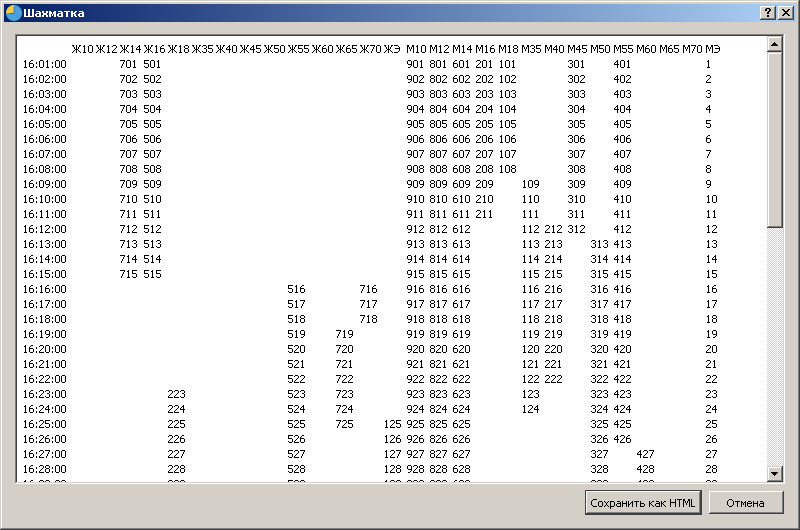 Шахматка
Ж10 Ж12 Ж14 Ж16 Ж18 Ж35 Ж40 Ж45 Ж50 Ж55 Ж60 Ж65 Ж70 ЖЭ М10 М12 М14 М16 М18 М35 М40 М45 М50 М55 М60 М65 М70 МЭ
16:01:00 701 501 901 801 601 201 101 301 401 1
16:02:00 702 502 902 802 602 202 102 302 402 2
16:03:00 703 503 903 803 603 203 103 303 403 3
16:04:00 704 504 904 804 604 204 104 304 404 4
16:05:00 705 505 905 805 605 205 105 305 405 5
16:06:00 706 506 906 806 606 206 106 306 406 6
16:07:00 707 507 907 807 607 207 107 307 407 7
16:08:00 708 508 908 808 608 208 108 308 408 8
16:09:00 709 509 909 809 609 209 109 309 409 9
16:10:00 710 510 910 810 610 210 110 310 410 10
16:11:00 711 511 911 811 611 211 111 311 411 11
16:12:00 712 512 912 812 612 112 212 312 412 12
16:13:00 713 513 913 813 613 113 213 313 413 13
16:14:00 714 514 914 814 614 114 214 314 414 14
16:15:00 715 515 915 815 615 115 215 315 415 15
16:16:00 516 716 916 816 616 116 216 316 416 16
16:17:00 517 717 917 817 617 117 217 317 417 17
16:18:00 518 718 918 818 618 118 218 318 418 18
16:19:00 519 719 919 819 619 119 219 319 419 19
16:20:00 520 720 920 820 620 120 220 320 420 20
16:21:00 521 721 921 821 621 121 221 321 421 21
16:22:00 522 722 922 822 622 122 222 322 422 22
16:23:00 223 523 723 923 823 623 123 323 423 23
16:24:00 224 524 724 924 824 624 124 324 424 24
16:25:00 225 525 725 125 925 825 625 325 425 25
16:26:00 226 526 126 926 826 626 326 426 26
16:27:00 227 527 127 927 827 627 327 427 27
16:28:00 228 528 128 928 828 628 328 428 28
Сохранить как HTML Отмена